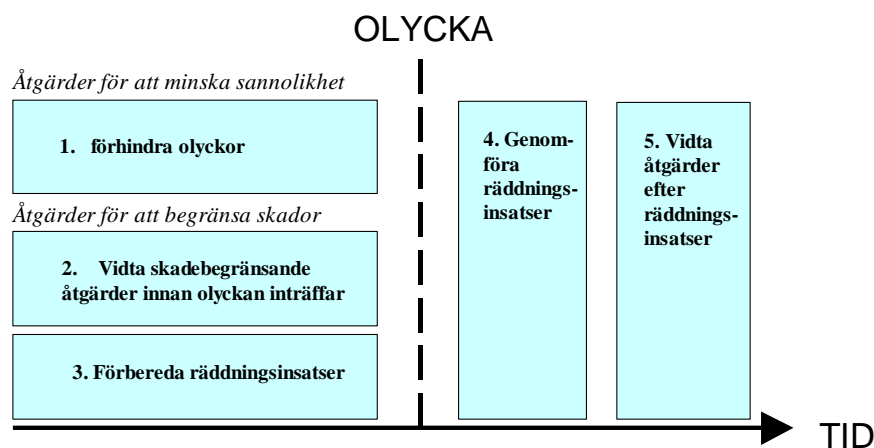 OLYCKA
Åtgärder för att minska sannolikhet
1. förhindra olyckor
Åtgärder för att begränsa skador
2. Vidta skadebegränsande
åtgärder innan olyckan inträffar
3. Förbereda räddningsinsatser
4. Genom-
föra
räddnings-
insatser
5. Vidta
åtgärder
efter
räddnings-
insatser
TID